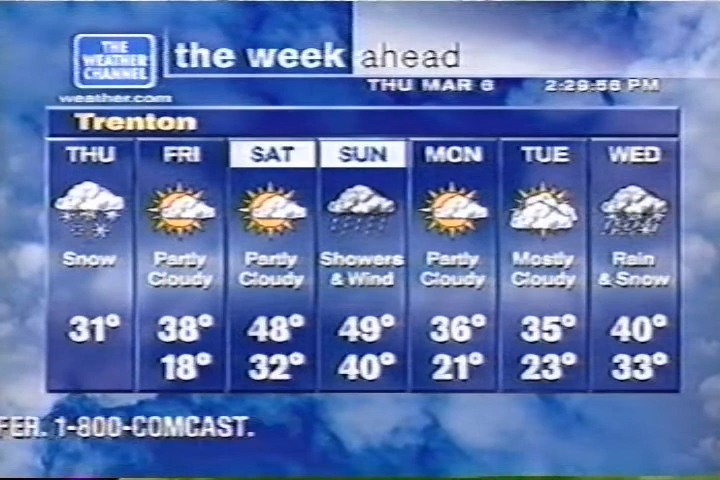 THE
WEATHER
CHANNEL
the week ahead
weather.com
THU MAR 6 2:29:56 PM
Trenton
THU FRI SAT SUN MON TUE WED
Snow Partly Cloudy Partly Cloudy Showers & Wind Partly Cloudy Mostly Cloudy Rain & Snow
31° 38° 48° 49° 36° 35° 40°
18° 32° 40° 21° 23° 33°
FER. 1-800-COMCAST.